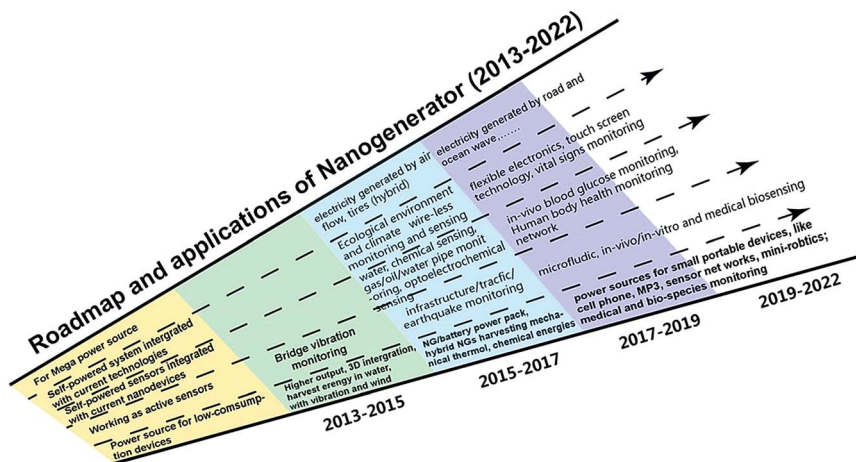 Roadmap and applications of Nanogenerator (2013-2022)
For Mega power source
Self-powered system intergrated
with current technologies
Self-powered sensors integrated
with current nanodevices
Working as active sensors
Power source for low-comsump-
tion devices
Bridge vibration
monitoring
Higher output, 3D intergration,
harvest erengy in water,
with vibration and wind
2013-2015
electricity generated by air
flow, tires (hybrid)
Ecological environment
and climate wire-less
monitoring and sensing
water, chemical sensing,
gas/oil/water pipe monit
oring, optoelectrochemical
sensing
infrastructure/tracfic/
earthquake monitoring
NG/battery power pack,
hybrid NGs harvesting mecha-
nical thermol, chemical energies
2015-2017
electricity generated by road and
ocean wave,......
flexible electronics, touch screen
technology, vital signs monitoring
in-vivo blood glucose monitoring,
Human body health monitoring
network
microfludic, in-vivo/in-vitro and medical biosensing
power sources for small portable devices, like
cell phone, MP3, sensor net works, mini-robtics;
medical and bio-species monitoring
2017-2019
2019-2022